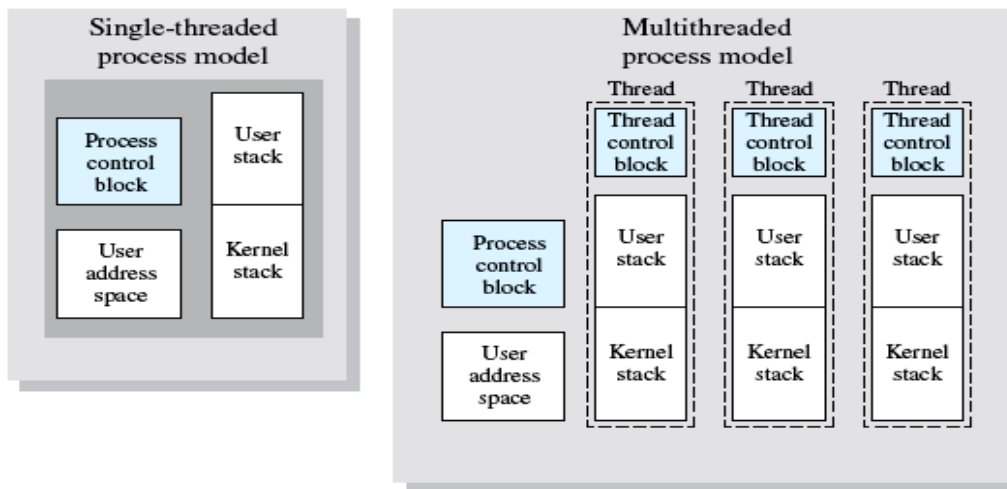 Single-threaded
process model
Process
control
block
User
stack
User
address
space
Kernel
stack
Multithreaded
process model
Thread
Thread
control
block
User
stack
Kernel
stack
Thread
Thread
control
block
User
stack
Kernel
stack
Thread
Thread
control
block
User
stack
Kernel
stack
Process
control
block
User
address
space